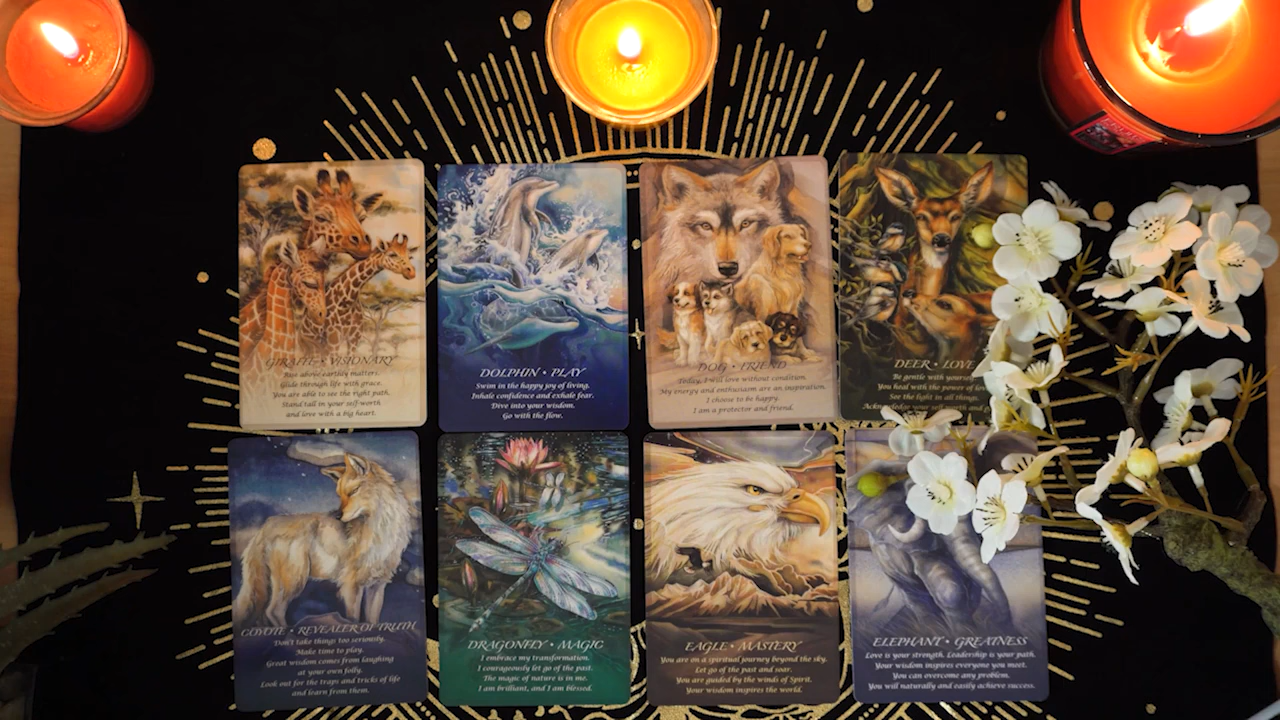 GIRAFFE • VISIONARY
Rise above earthly matters.
Glide through life with grace.
You are able to see the right path.
Stand tall in your self-worth
and love with a big heart.
DOLPHIN • PLAY
Swim in the happy joy of living.
Inhale confidence and exhale fear.
Dive into your wisdom.
Go with the flow.
DOG • FRIEND
Today, I will love without condition.
My energy and enthusiasm are an inspiration.
I choose to be happy.
I am a protector and friend.
DEER • LOVE
Be gentle with yourself
You heal with the power of
See the light in all things.
your self-worth and
COYOTE • REVEALER OF TRUTH
Don't take things too seriously.
Make time to play.
Great wisdom comes from laughing
at your own folly.
Look out for the traps and tricks of life
and learn from them.
DRAGONFLY • MAGIC
I embrace my transformation.
I courageously let go of the past.
The magic of nature is in me.
I am brilliant, and I am blessed.
EAGLE • MASTERY
You are on a spiritual journey beyond the sky.
Let go of the past and soar.
You are guided by the winds of Spirit.
Your wisdom inspires the world.
ELEPHANT • GREATNESS
Love is your strength. Leadership is your path.
Your wisdom inspires everyone you meet.
You can overcome any problem.
You will naturally and easily achieve success.